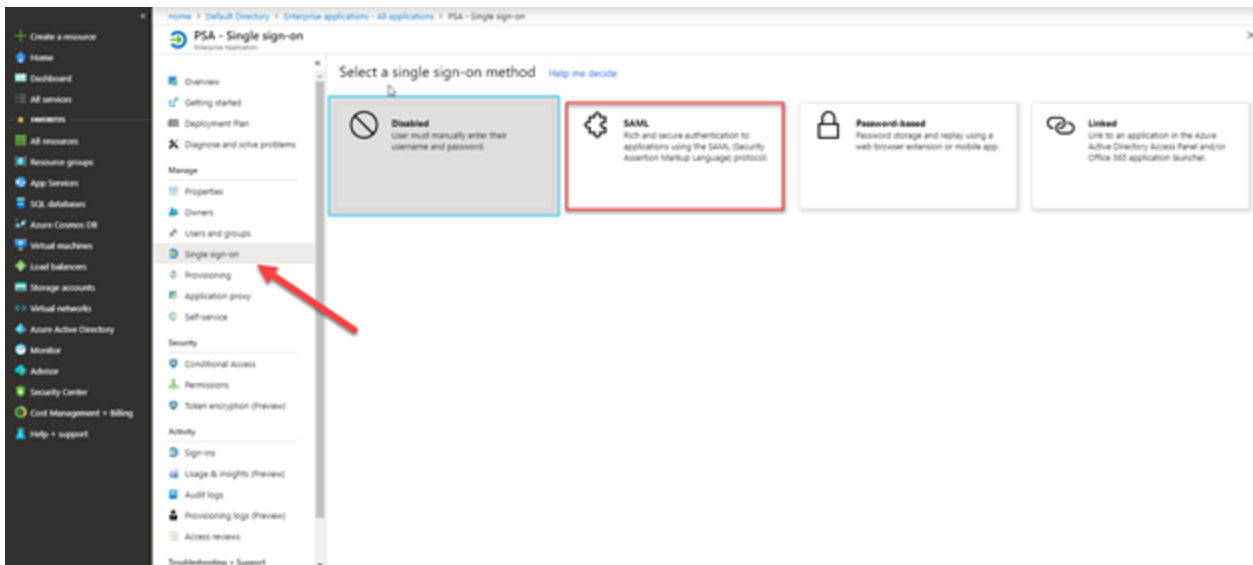 Home > Default Directory > Enterprise applications - All applications > PSA - Single sign-on
PSA - Single sign-on
Enterprise Application
Create a resource
Home
Dashboard
All services
FAVORITES
All resources
Resource groups
App Services
SQL databases
Azure Cosmos DB
Virtual machines
Load balancers
Storage accounts
Virtual networks
Azure Active Directory
Monitor
Advisor
Security Center
Cost Management + Billing
Help + support
Overview
Getting started
Deployment Plan
Diagnose and solve problems
Manage
Properties
Owners
Users and groups
Single sign-on
Provisioning
Application proxy
Self-service
Security
Conditional Access
Permissions
Token encryption (Preview)
Activity
Sign-ins
Usage & insights (Preview)
Audit logs
Provisioning logs (Preview)
Access reviews
Troubleshooting + Support
Select a single sign-on method Help me decide
Disabled
User must manually enter their
username and password.
SAML
Rich and secure authentication to
applications using the SAML (Security
Assertion Markup Language) protocol.
Password-based
Password storage and replay using a
web browser extension or mobile app.
Linked
Link to an application in the Azure
Active Directory Access Panel and/or
Office 365 application launcher.